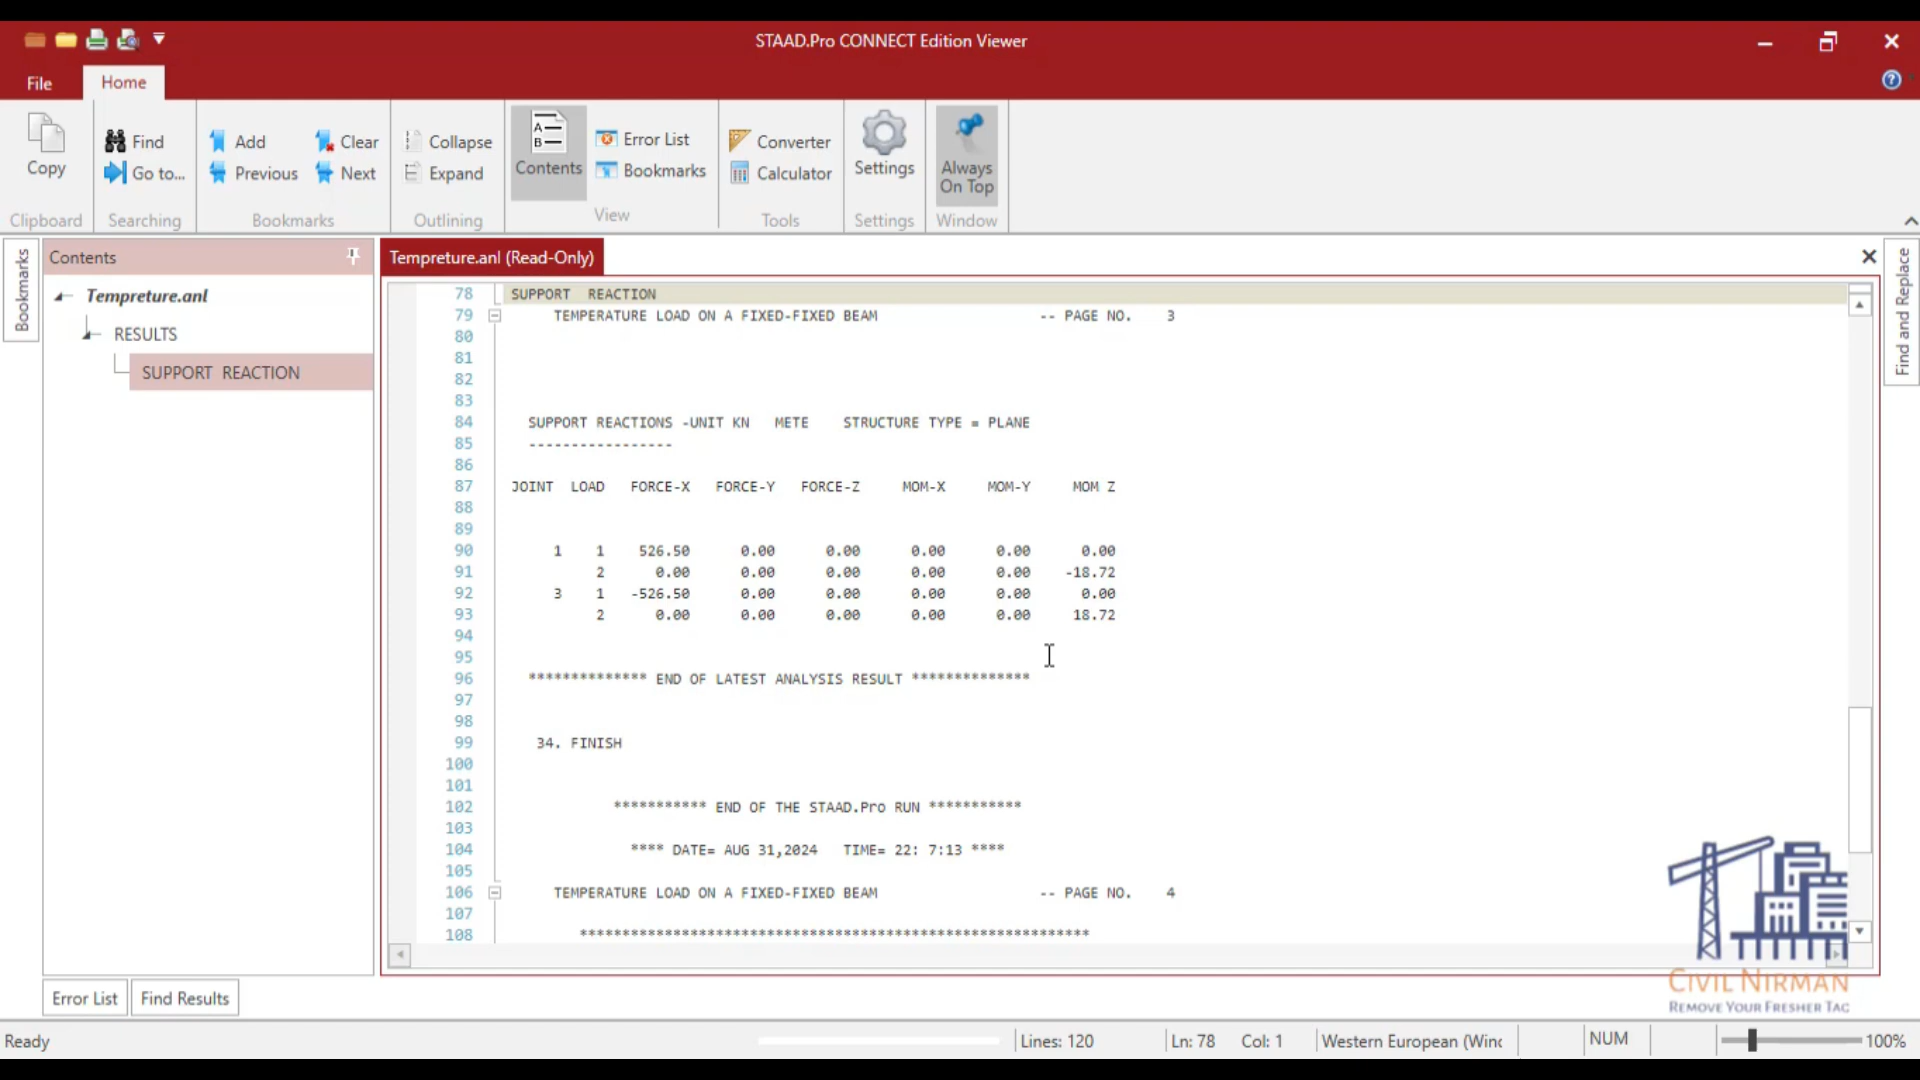 STAAD.Pro CONNECT Edition Viewer
File Home
Copy
Clipboard
Find
Go to...
Searching
Add Clear
Previous Next
Bookmarks
Collapse
Expand
Outlining
Contents
Error List
Bookmarks
View
Converter
Calculator
Tools
Settings
Settings
Always
On Top
Window
Bookmarks
Contents
Tempreture.anl
RESULTS
SUPPORT REACTION
Tempreture.anl (Read-Only)
Find and Replace
78 SUPPORT REACTION
79 TEMPERATURE LOAD ON A FIXED-FIXED BEAM -- PAGE NO. 3
80
81
82
83
84 SUPPORT REACTIONS -UNIT KN METE STRUCTURE TYPE = PLANE
85 -----------------
86
87 JOINT LOAD FORCE-X FORCE-Y FORCE-Z MOM-X MOM-Y MOM Z
88
89
90 1 1 526.50 0.00 0.00 0.00 0.00 0.00
91 2 0.00 0.00 0.00 0.00 0.00 -18.72
92 3 1 -526.50 0.00 0.00 0.00 0.00 0.00
93 2 0.00 0.00 0.00 0.00 0.00 18.72
94
95
96 ************** END OF LATEST ANALYSIS RESULT **************
97
98
99 34. FINISH
100
101
102 *********** END OF THE STAAD.Pro RUN ***********
103
104 **** DATE= AUG 31,2024 TIME= 22: 7:13 ****
105
106 TEMPERATURE LOAD ON A FIXED-FIXED BEAM -- PAGE NO. 4
107
108 ************************************************************
CIVIL NIRMAN
REMOVE YOUR FRESHER TAG
Error List Find Results
Ready Lines: 120 Ln: 78 Col: 1 Western European (Winc NUM 100%